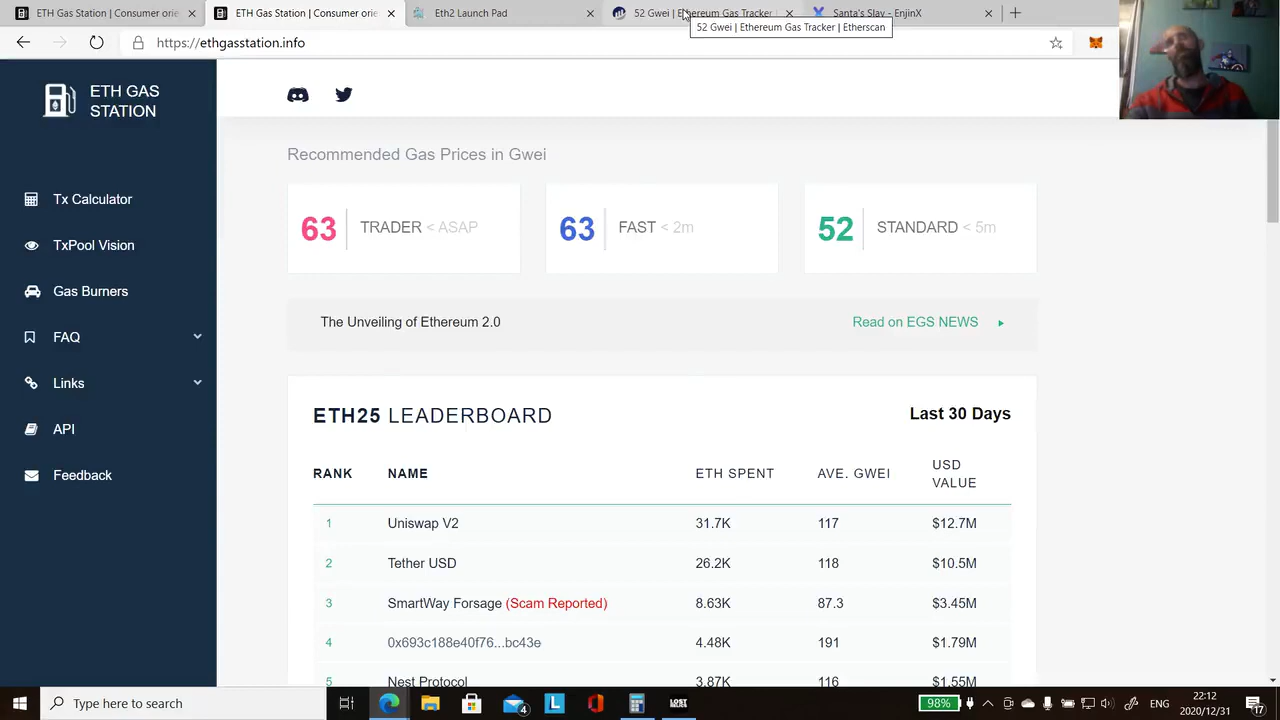 ETH Gas Station | Consumer orie
ETH Gas Station | Consumer orie
Eth2 Launch Pad
52 Gwei | Ethereum Gas Tracker |
Santa's Slay - EnjinX
52 Gwei | Ethereum Gas Tracker | Etherscan
https://ethgasstation.info
ETH GAS
STATION
Tx Calculator
TxPool Vision
Gas Burners
FAQ
Links
API
Feedback
Recommended Gas Prices in Gwei
63 TRADER < ASAP
63 FAST < 2m
52 STANDARD < 5m
The Unveiling of Ethereum 2.0
Read on EGS NEWS
ETH25 LEADERBOARD
Last 30 Days
RANK NAME ETH SPENT AVE. GWEI USD VALUE
1 Uniswap V2 31.7K 117 $12.7M
2 Tether USD 26.2K 118 $10.5M
3 SmartWay Forsage (Scam Reported) 8.63K 87.3 $3.45M
4 0x693c188e40f76...bc43e 4.48K 191 $1.79M
5 Nest Protocol 3.87K 116 $1.55M
Type here to search
4
L
LOST
98%
ENG
22:12
2020/12/31
17